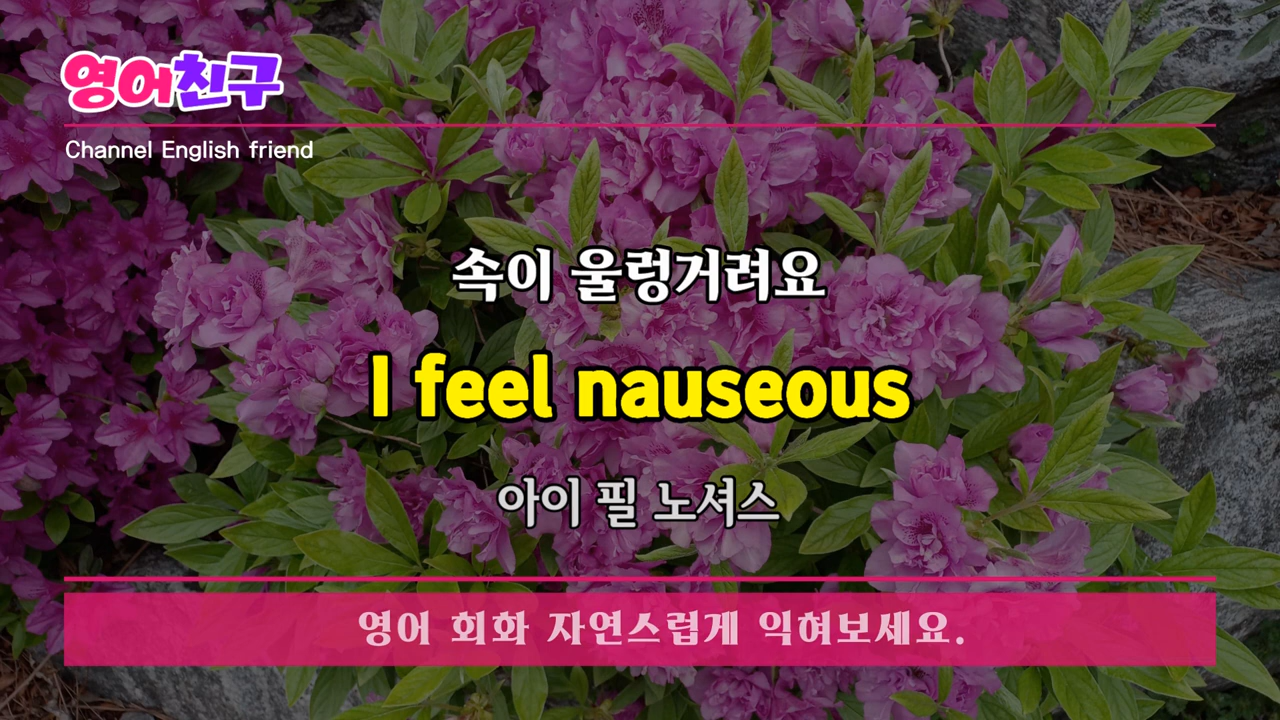 영어친구
Channel English friend
속이 울렁거려요
I feel nauseous
아이 필 노셔스
영어 회화 자연스럽게 익혀보세요.